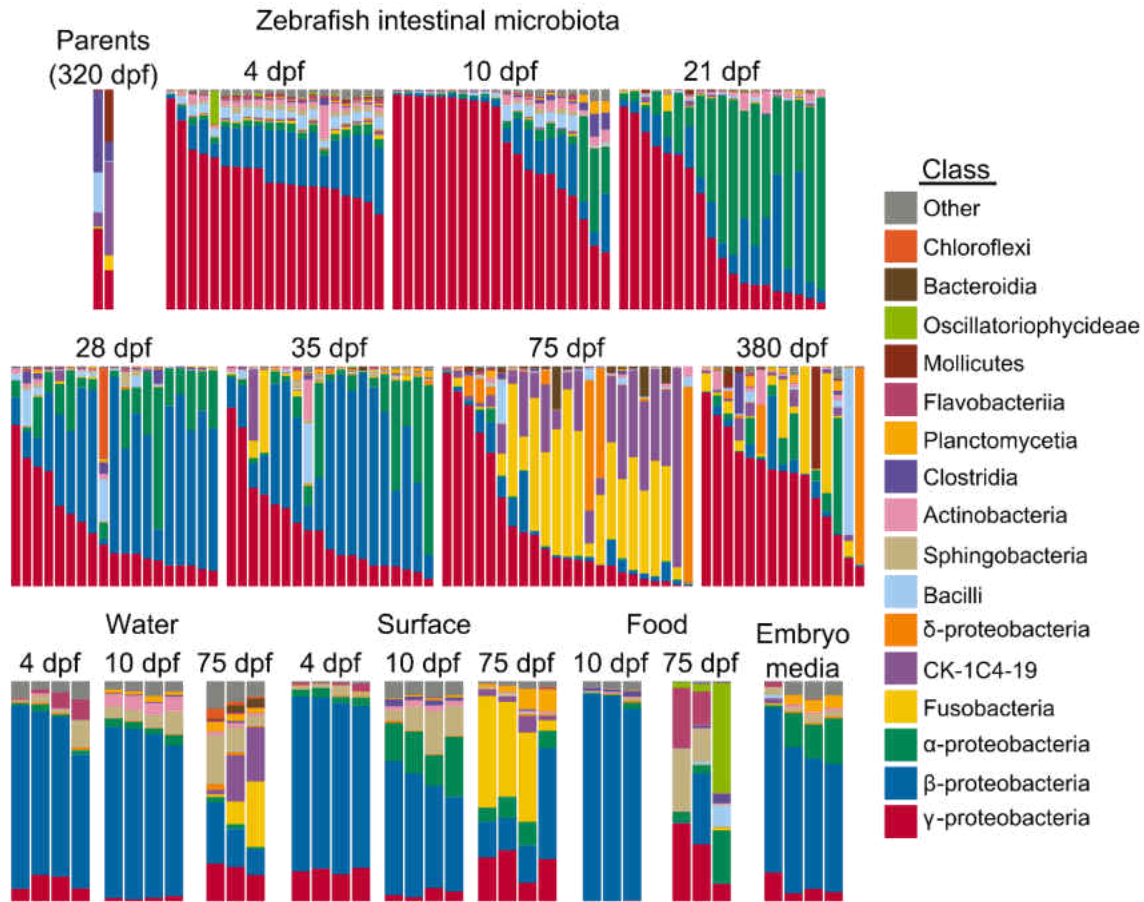 Zebrafish intestinal microbiota
Parents
(320 dpf)
4 dpf
10 dpf
21 dpf
28 dpf
35 dpf
75 dpf
380 dpf
Water
Surface
Food
Embryo
media
4 dpf
10 dpf
75 dpf
4 dpf
10 dpf
75 dpf
10 dpf
75 dpf
Class
Other
Chloroflexi
Bacteroidia
Oscillatoriophycideae
Mollicutes
Flavobacteriia
Planctomycetia
Clostridia
Actinobacteria
Sphingobacteria
Bacilli
δ-proteobacteria
CK-1C4-19
Fusobacteria
α-proteobacteria
β-proteobacteria
γ-proteobacteria